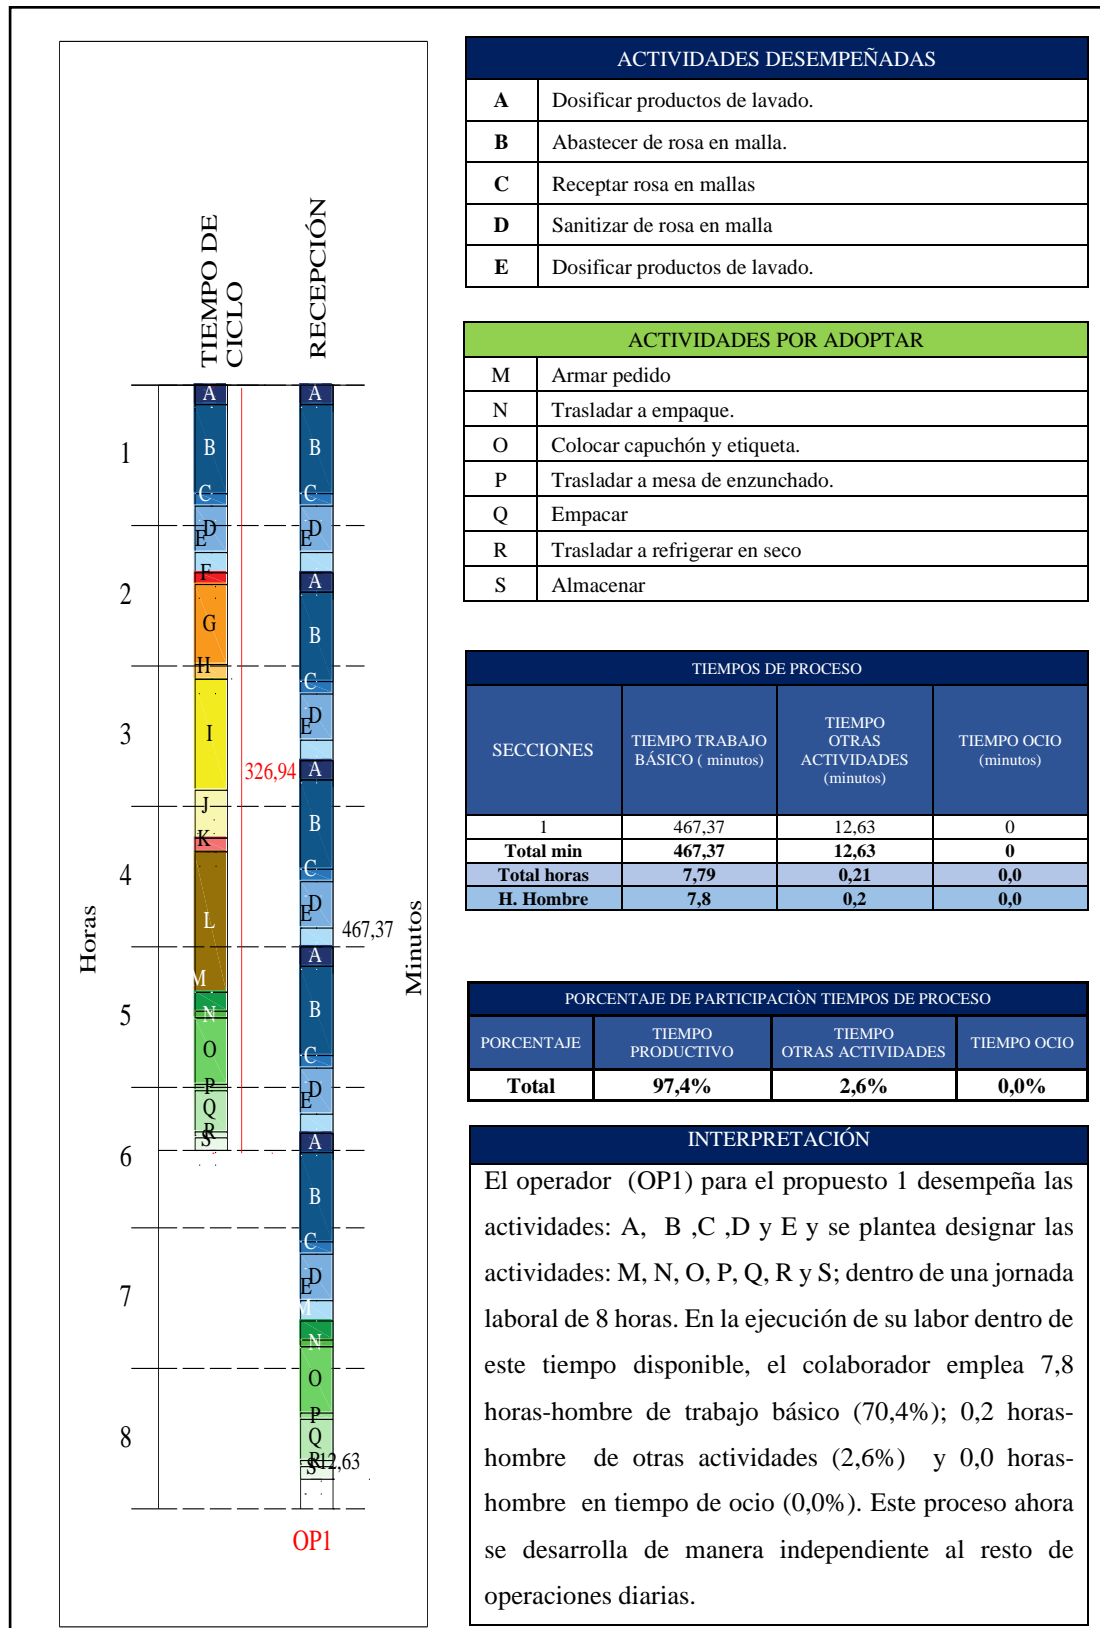 TIEMPO DE
CICLO
RECEPCIÓN
Horas
Minutos
1
2
3
4
5
6
7
8
A
B
C
D
E
F
G
H
I
J
K
L
M
N
O
P
Q
R
S
326,94
A
B
C
D
E
A
B
C
D
E
A
B
C
D
E
467,37
A
B
C
D
E
A
B
C
D
E
M
N
O
P
Q
R
S
12,63
OP1
ACTIVIDADES DESEMPEÑADAS
A Dosificar productos de lavado.
B Abastecer de rosa en malla.
C Receptar rosa en mallas
D Sanitizar de rosa en malla
E Dosificar productos de lavado.
ACTIVIDADES POR ADOPTAR
M Armar pedido
N Trasladar a empaque.
O Colocar capuchón y etiqueta.
P Trasladar a mesa de enzunchado.
Q Empacar
R Trasladar a refrigerar en seco
S Almacenar
TIEMPOS DE PROCESO
SECCIONES
TIEMPO TRABAJO
BÁSICO ( minutos)
TIEMPO
OTRAS
ACTIVIDADES
(minutos)
TIEMPO OCIO
(minutos)
1 467,37 12,63 0
Total min 467,37 12,63 0
Total horas 7,79 0,21 0,0
H. Hombre 7,8 0,2 0,0
PORCENTAJE DE PARTICIPACIÒN TIEMPOS DE PROCESO
PORCENTAJE
TIEMPO
PRODUCTIVO
TIEMPO
OTRAS ACTIVIDADES
TIEMPO OCIO
Total 97,4% 2,6% 0,0%
INTERPRETACIÓN
El operador (OP1) para el propuesto 1 desempeña las
actividades: A, B ,C ,D y E y se plantea designar las
actividades: M, N, O, P, Q, R y S; dentro de una jornada
laboral de 8 horas. En la ejecución de su labor dentro de
este tiempo disponible, el colaborador emplea 7,8
horas-hombre de trabajo básico (70,4%); 0,2 horas-
hombre de otras actividades (2,6%) y 0,0 horas-
hombre en tiempo de ocio (0,0%). Este proceso ahora
se desarrolla de manera independiente al resto de
operaciones diarias.